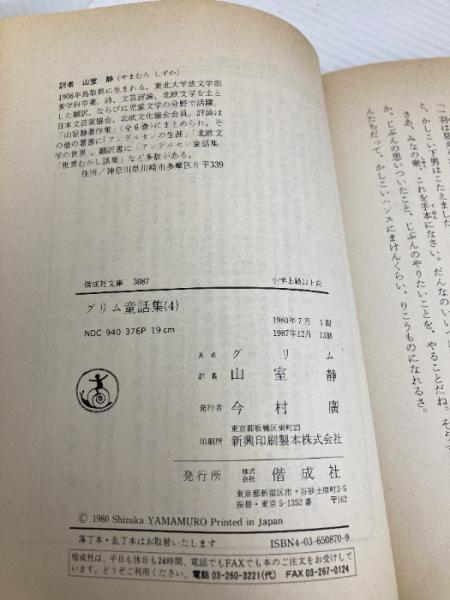 訳者 山室 静(やまむろ しずか)
1906年鳥取県に生まれる。東北大学法文学部
美学科卒業。詩、文芸評論、北欧文学を主と
した翻訳、ならびに児童文学の分野で活躍。
日本文芸家協会、北欧文化協会会員。評論は
「山室静著作集」(全6巻)にまとめられ、そ
の他の著書に「アンデルセンの生涯」「北欧文
学の世界」、翻訳書に「アンデルセン童話集」
「世界むかし話集」など多数がある。
住所/神奈川県川崎市多摩区片平339
偕成社文庫 3087
小学上級以上向
グリム童話集(4)
NDC 940 376P 19cm
1980年7月 1刷
1987年12月 13刷
著者 グリム
訳者 山室 静
発行者 今村 廣
東京都板橋区栄町23
印刷所 新興印刷製本株式会社
発行所 株式会社 偕成社
東京都新宿区市ヶ谷砂土原町3-5
振替・東京5-1352番 〒162
© 1980 Shizuka YAMAMURO Printed in Japan
落丁本・乱丁本はお取替いたします
ISBN4-03-650870-9
偕成社は、平日も休日も24時間、電話でもFAXでも本のご注文をお受けして
います。どうぞご利用ください。電話03-260-3221(代) FAX 03-267-0124
と、かしこい下男はこたえました。
さあ、みなの衆、これを手本になさい。だんなのいい
か、じぶんの思いついたこと、じぶんのやりたいことを、やることだね。そう
んたちだって、かしこいハンスにまけんくらい、りこうものになれるさ。